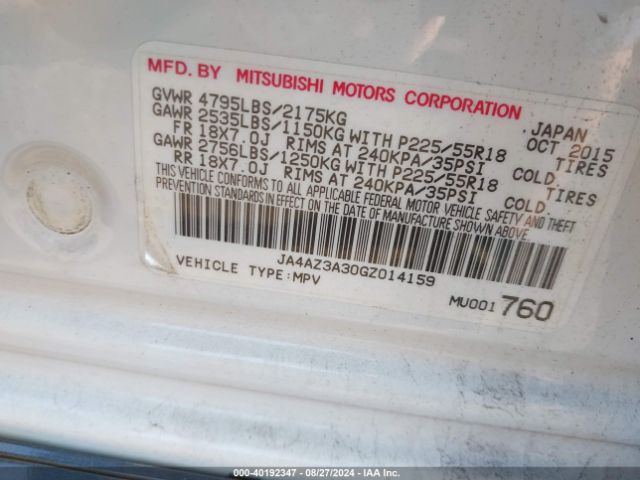 MFD. BY MITSUBISHI MOTORS CORPORATION
GVWR 4795LBS/2175KG JAPAN
GAWR 2535LBS/1150KG WITH P225/55R18 OCT 2015
FR 18X7.0J RIMS AT 240KPA/35PSI COLD TIRES
GAWR 2756LBS/1250KG WITH P225/55R18 TIRES
RR 18X7.0J RIMS AT 240KPA/35PSI COLD.
THIS VEHICLE CONFORMS TO ALL APPLICABLE FEDERAL MOTOR VEHICLE SAFETY AND THEFT
PREVENTION STANDARDS IN EFFECT ON THE DATE OF MANUFACTURE SHOWN ABOVE.
JA4AZ3A30GZ014159
VEHICLE TYPE:MPV
MU001760
000-40192347 - 08/27/2024 - IAA Inc.